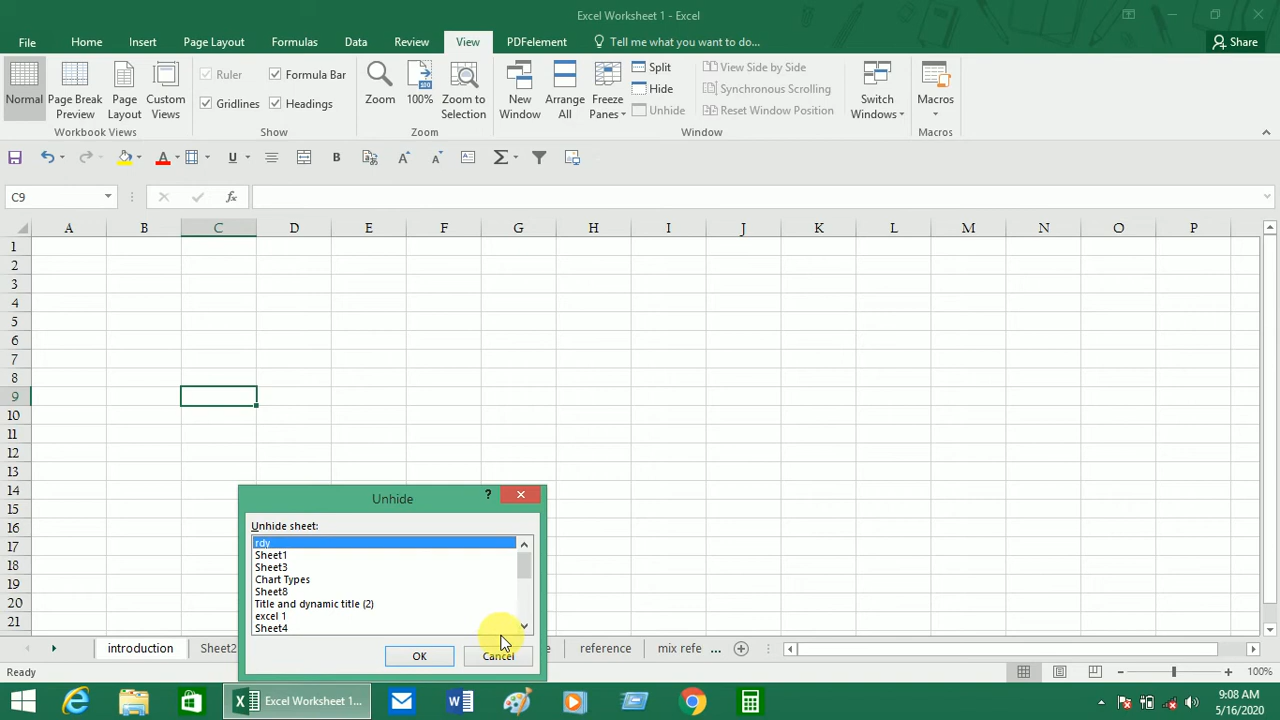 Excel Worksheet 1 - Excel
File Home Insert Page Layout Formulas Data Review View PDFelement Tell me what you want to do... Share
Normal Page Break Preview Page Layout Custom Views
Ruler Formula Bar
Gridlines Headings
Zoom 100% Zoom to Selection
New Window Arrange All Freeze Panes
Split
Hide
Unhide
View Side by Side
Synchronous Scrolling
Reset Window Position
Switch Windows Macros
Workbook Views Show Zoom Window Macros
C9 fx
A B C D E F G H I J K L M N O P
1
2
3
4
5
6
7
8
9
10
11
12
13
14
15
16
17
18
19
20
21
Unhide ?
Unhide sheet:
rdy
Sheet1
Sheet3
Chart Types
Sheet8
Title and dynamic title (2)
excel 1
Sheet4
OK Cancel
introduction Sheet2 reference mix refe ...
Ready 100%
Excel Worksheet 1...
9:08 AM
5/16/2020